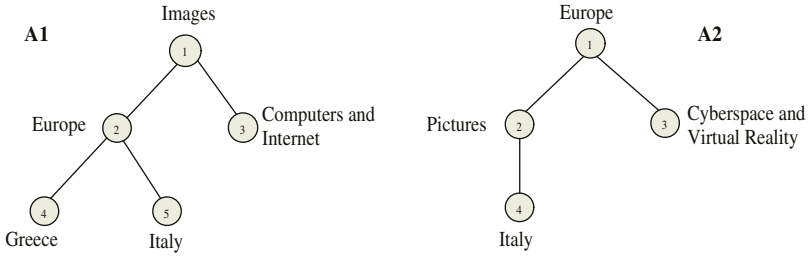 Images
A1
1
Europe
2
3
Computers and
Internet
4
5
Greece
Italy
Europe
A2
1
Pictures
2
3
Cyberspace and
Virtual Reality
4
Italy